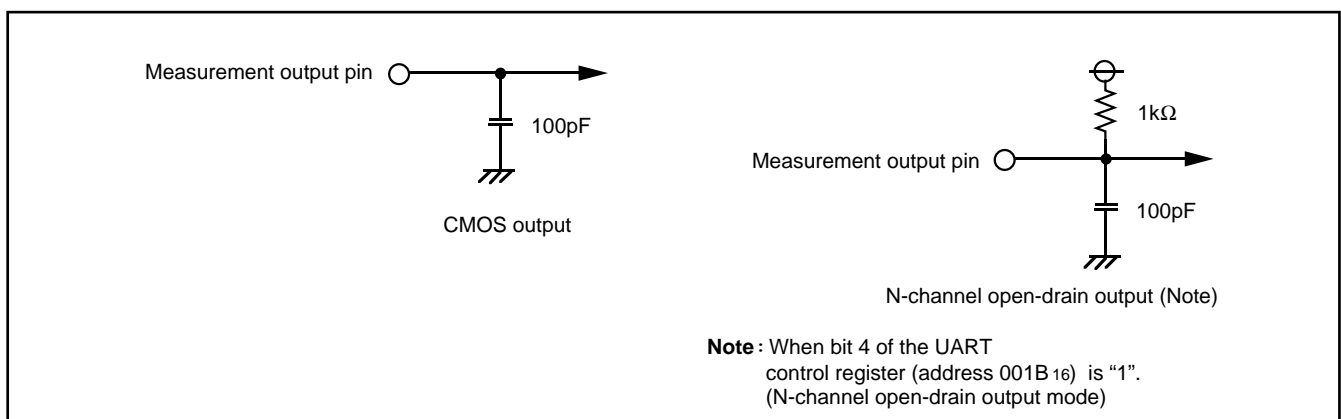 Measurement output pin
100pF
CMOS output
1kΩ
Measurement output pin
100pF
N-channel open-drain output (Note)
Note : When bit 4 of the UART
control register (address 001B16) is “1”.
(N-channel open-drain output mode)